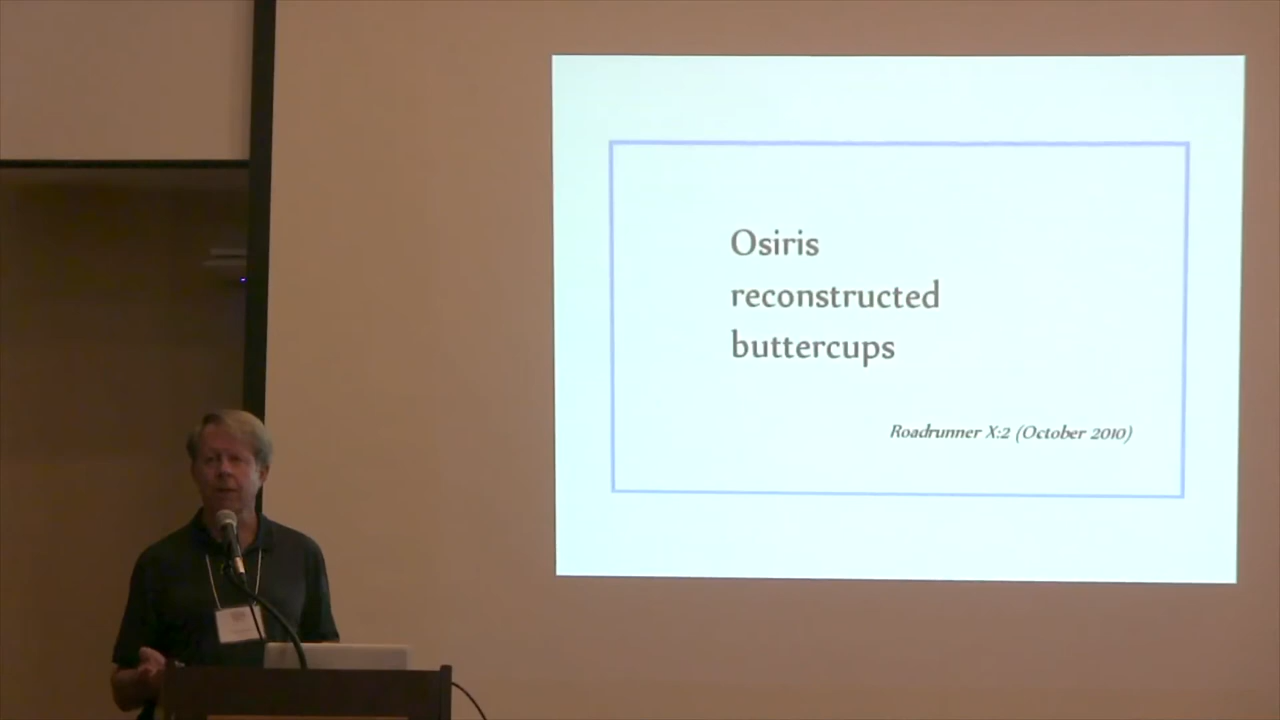 Osiris
reconstructed
buttercups
Roadrunner X:2 (October 2010)